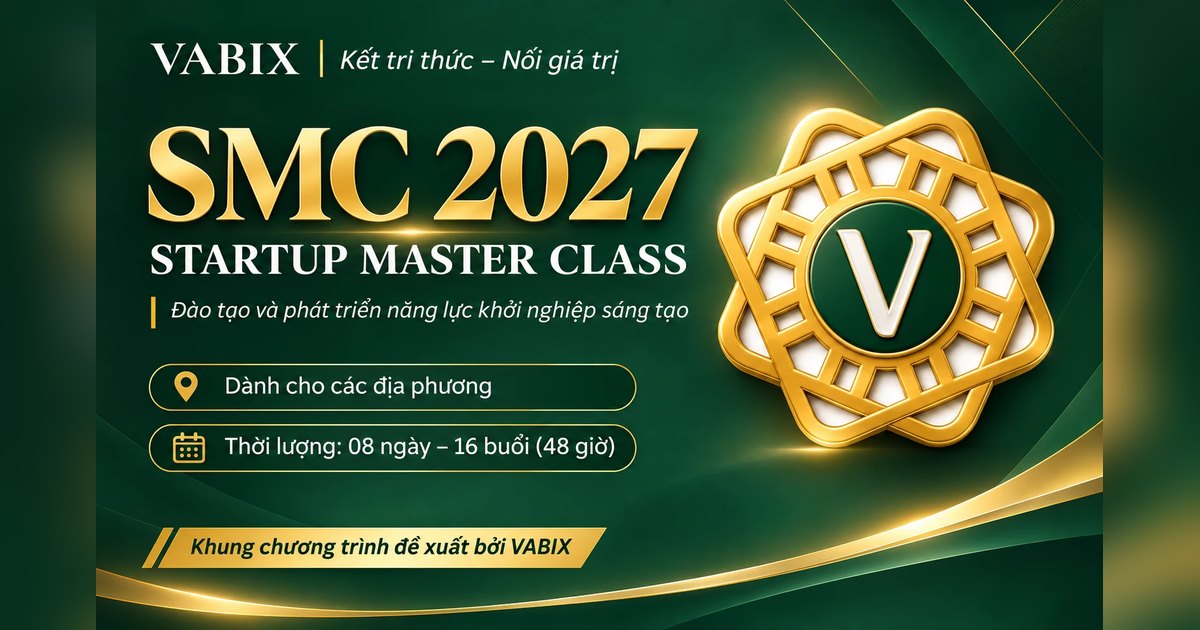 VABIX | Kết tri thức – Nối giá trị
SMC 2027
STARTUP MASTER CLASS
Đào tạo và phát triển năng lực khởi nghiệp sáng tạo
V
Dành cho các địa phương
Thời lượng: 08 ngày – 16 buổi (48 giờ)
Khung chương trình đề xuất bởi VABIX